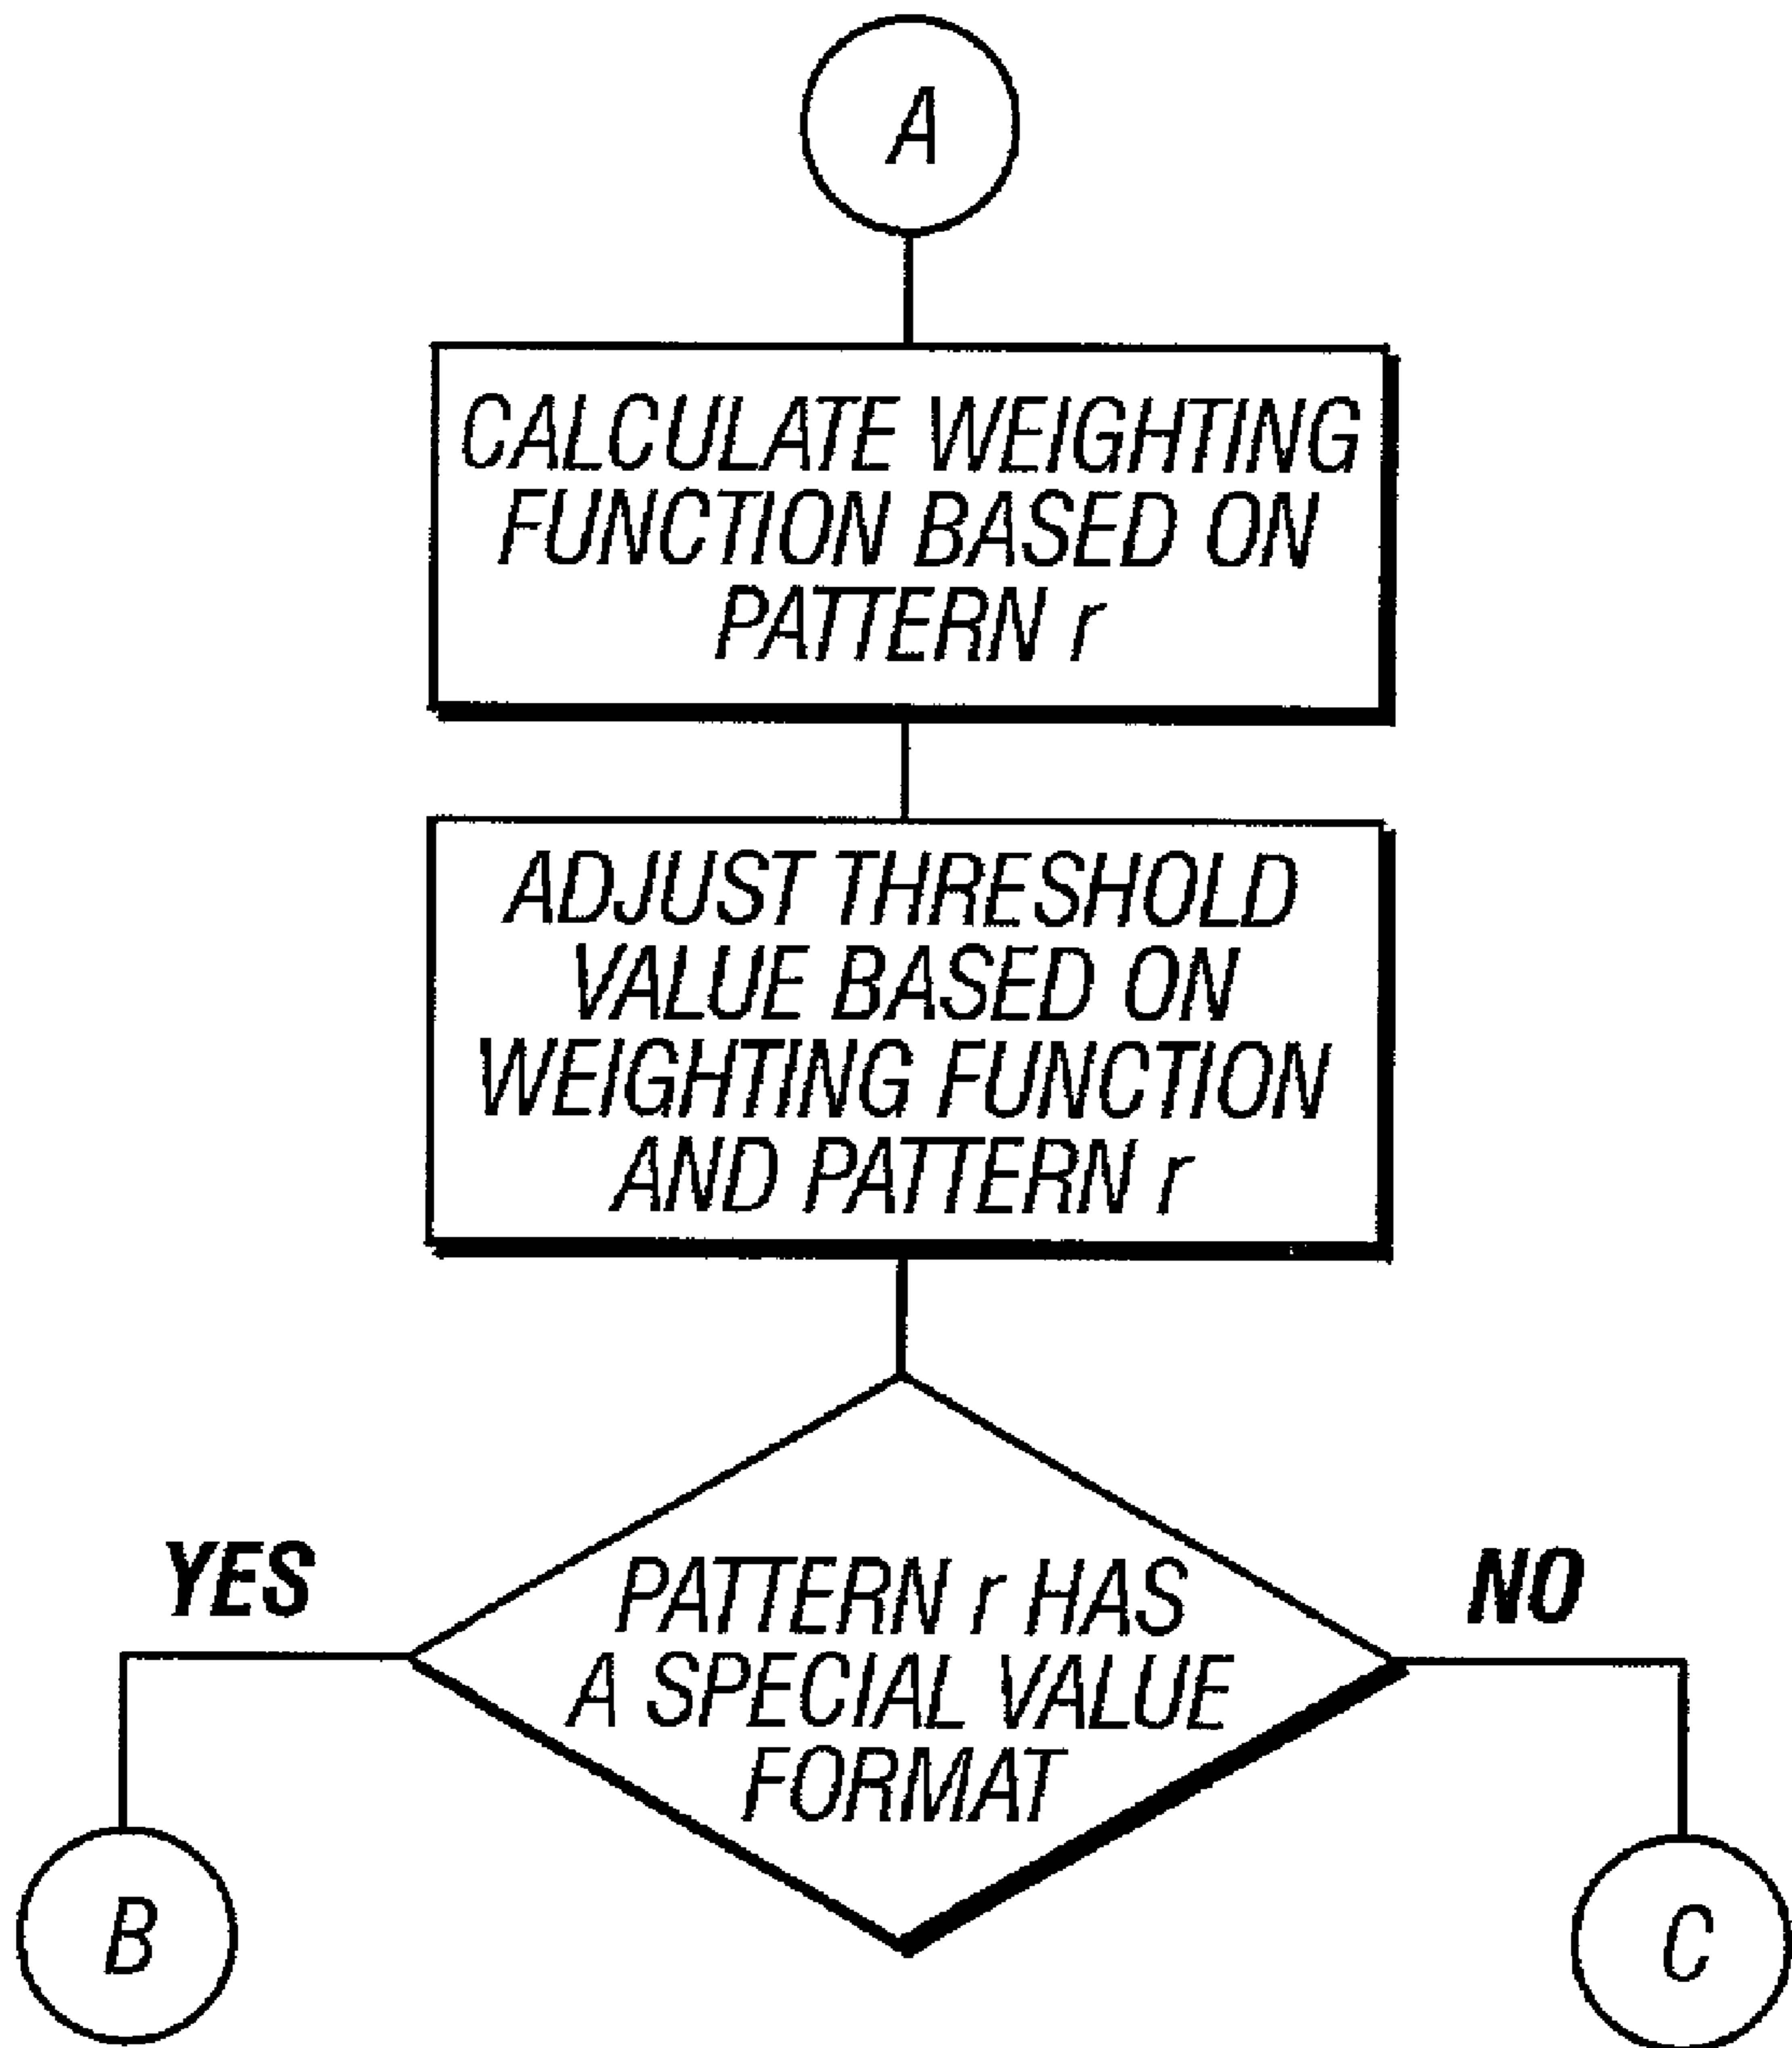 A
CALCULATE WEIGHTING
FUNCTION BASED ON
PATTERN r
ADJUST THRESHOLD
VALUE BASED ON
WEIGHTING FUNCTION
AND PATTERN r
YES
NO
PATTERN r HAS
A SPECIAL VALUE
FORMAT
B
C